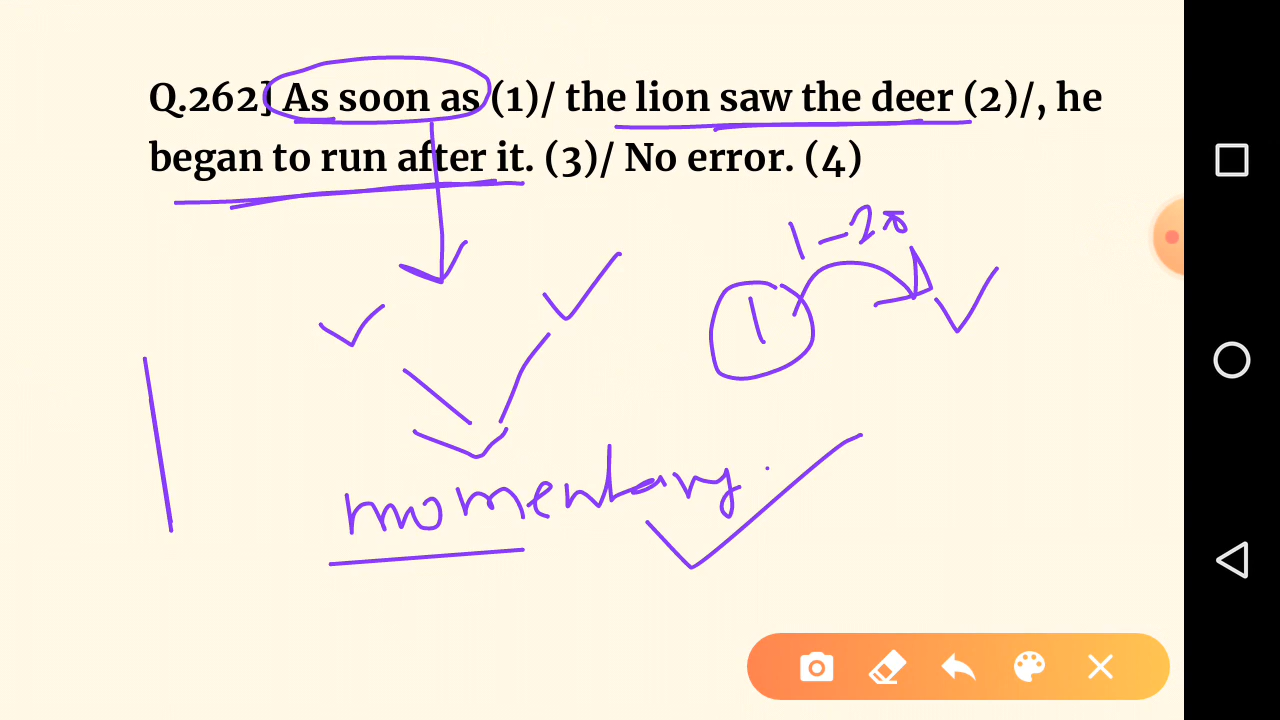 Q.262] As soon as (1)/ the lion saw the deer (2)/, he
began to run after it. (3)/ No error. (4)
1-2
1
momentary.